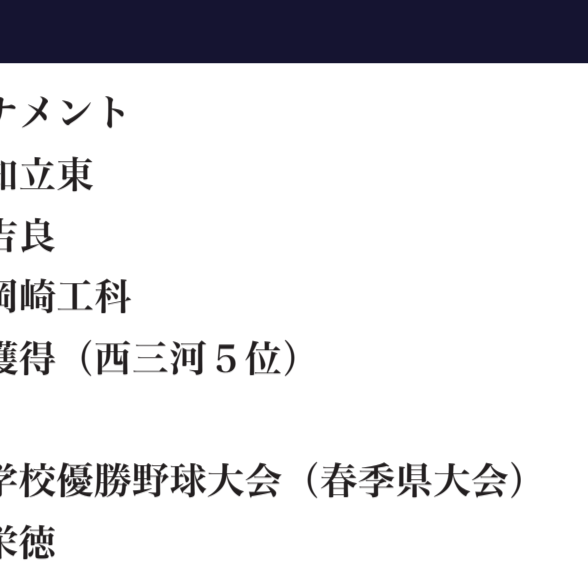 ナメント
知立東
吉良
岡崎工科
獲得（西三河５位）
学校優勝野球大会（春季県大会）
栄徳